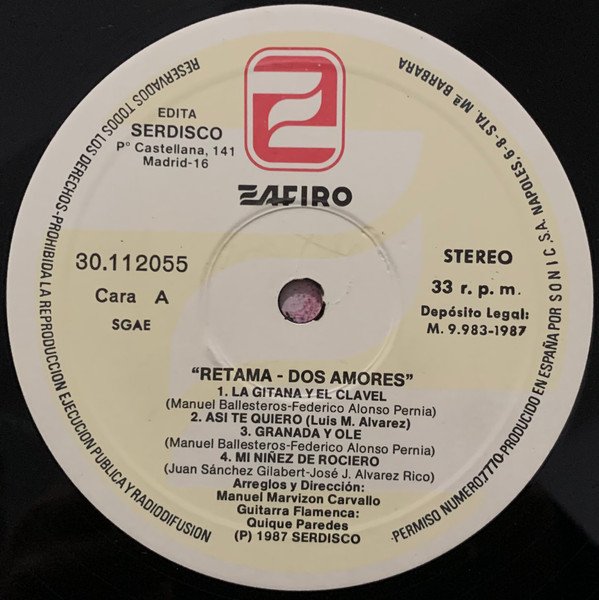 RESERVADOS TODOS LOS DERECHOS-PROHIBIDA LA REPRODUCCION EJECUCION PUBLICA Y RADIODIFUSION
EDITA
SERDISCO
Pº Castellana, 141
Madrid-16
ZAFIRO
30.112055
Cara A
SGAE
STEREO
33 r. p. m.
Depósito Legal:
M. 9.983-1987
"RETAMA - DOS AMORES"
1. LA GITANA Y EL CLAVEL
(Manuel Ballesteros-Federico Alonso Pernia)
2. ASI TE QUIERO (Luis M. Alvarez)
3. GRANADA Y OLE
(Manuel Ballesteros-Federico Alonso Pernia)
4. MI NIÑEZ DE ROCIERO
(Juan Sánchez Gilabert-José J. Alvarez Rico)
Arreglos y Dirección:
Manuel Marvizon Carvallo
Guitarra Flamenca:
Quique Paredes
(P) 1987 SERDISCO
PERMISO NUMERO:7770-PRODUCIDO EN ESPAÑA POR SONIC, S.A. NAPOLES, 6-8-STA. Mª BARBARA